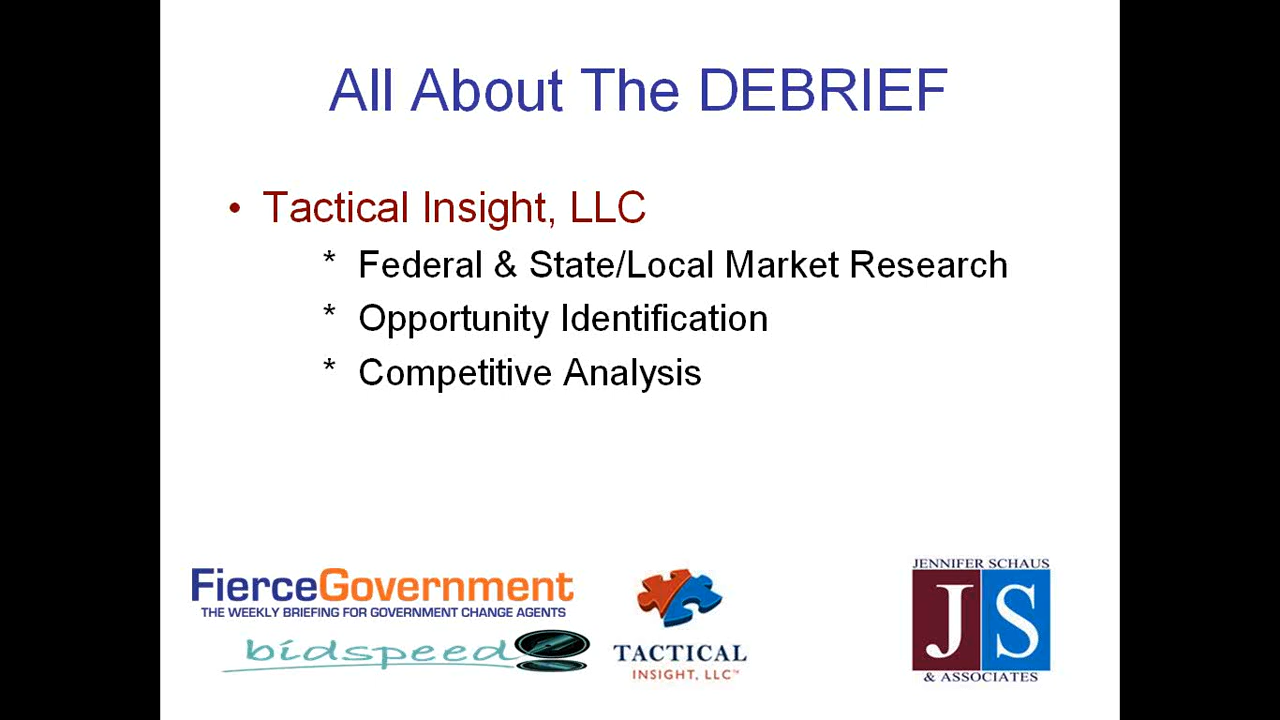 All About The DEBRIEF
• Tactical Insight, LLC
* Federal & State/Local Market Research
* Opportunity Identification
* Competitive Analysis
FierceGovernment
THE WEEKLY BRIEFING FOR GOVERNMENT CHANGE AGENTS
bidspeed
TACTICAL
INSIGHT, LLC™
JENNIFER SCHAUS
JS
& ASSOCIATES